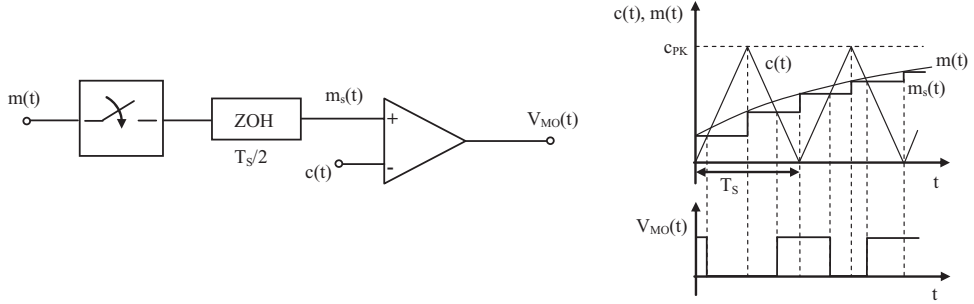 m(t)
ZOH
T_S/2
m_s(t)
+
-
c(t)
V_MO(t)
c(t), m(t)
c_PK
c(t)
m(t)
m_s(t)
T_S
t
V_MO(t)
t